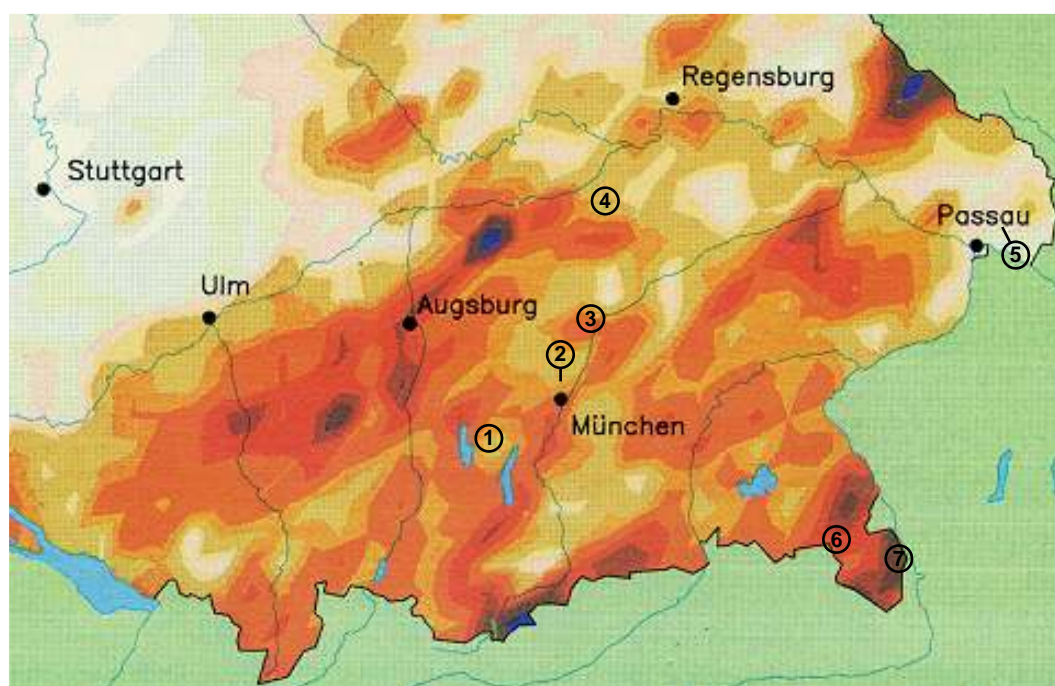 Regensburg
Stuttgart
④
Passau
⑤
Ulm
Augsburg
③
②
München
①
⑥
⑦